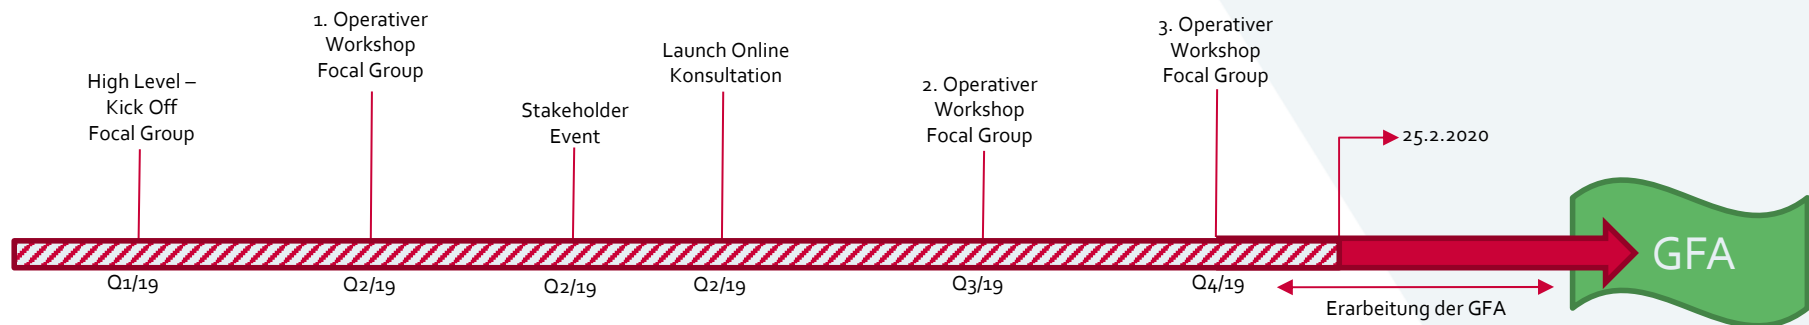 High Level –
Kick Off
Focal Group
1. Operativer
Workshop
Focal Group
Stakeholder
Event
Launch Online
Konsultation
2. Operativer
Workshop
Focal Group
3. Operativer
Workshop
Focal Group
25.2.2020
GFA
Q1/19
Q2/19
Q2/19
Q2/19
Q3/19
Q4/19
Erarbeitung der GFA